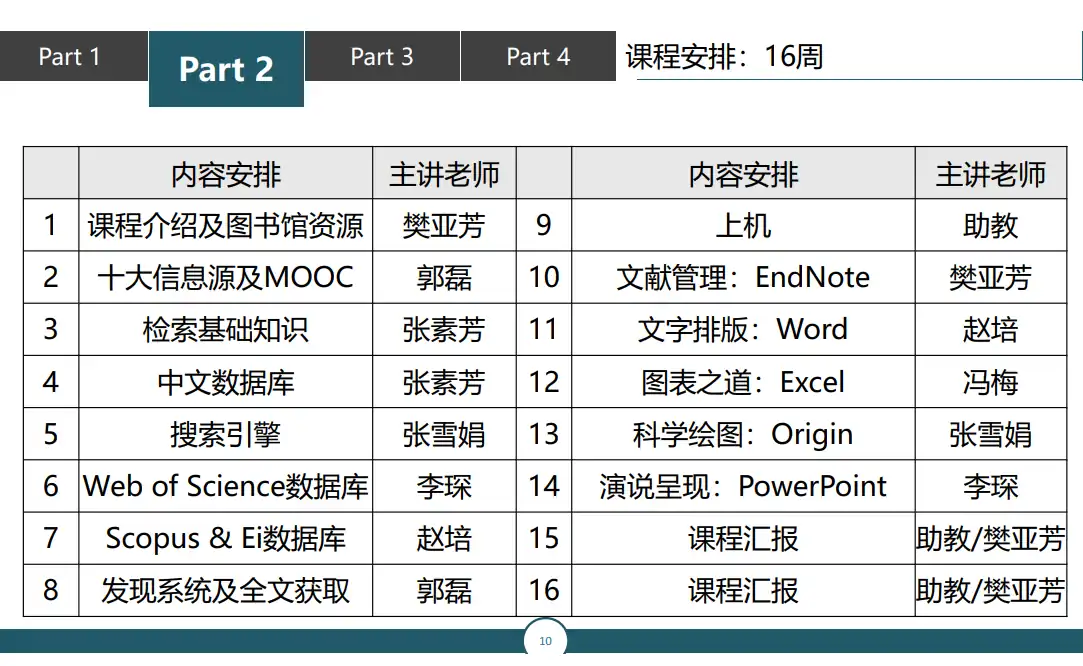 Part 1 Part 2 Part 3 Part 4 课程安排：16周
内容安排 主讲老师 内容安排 主讲老师
1 课程介绍及图书馆资源 樊亚芳 9 上机 助教
2 十大信息源及MOOC 郭磊 10 文献管理：EndNote 樊亚芳
3 检索基础知识 张素芳 11 文字排版：Word 赵培
4 中文数据库 张素芳 12 图表之道：Excel 冯梅
5 搜索引擎 张雪娟 13 科学绘图：Origin 张雪娟
6 Web of Science数据库 李琛 14 演说呈现：PowerPoint 李琛
7 Scopus & Ei数据库 赵培 15 课程汇报 助教/樊亚芳
8 发现系统及全文获取 郭磊 16 课程汇报 助教/樊亚芳
10